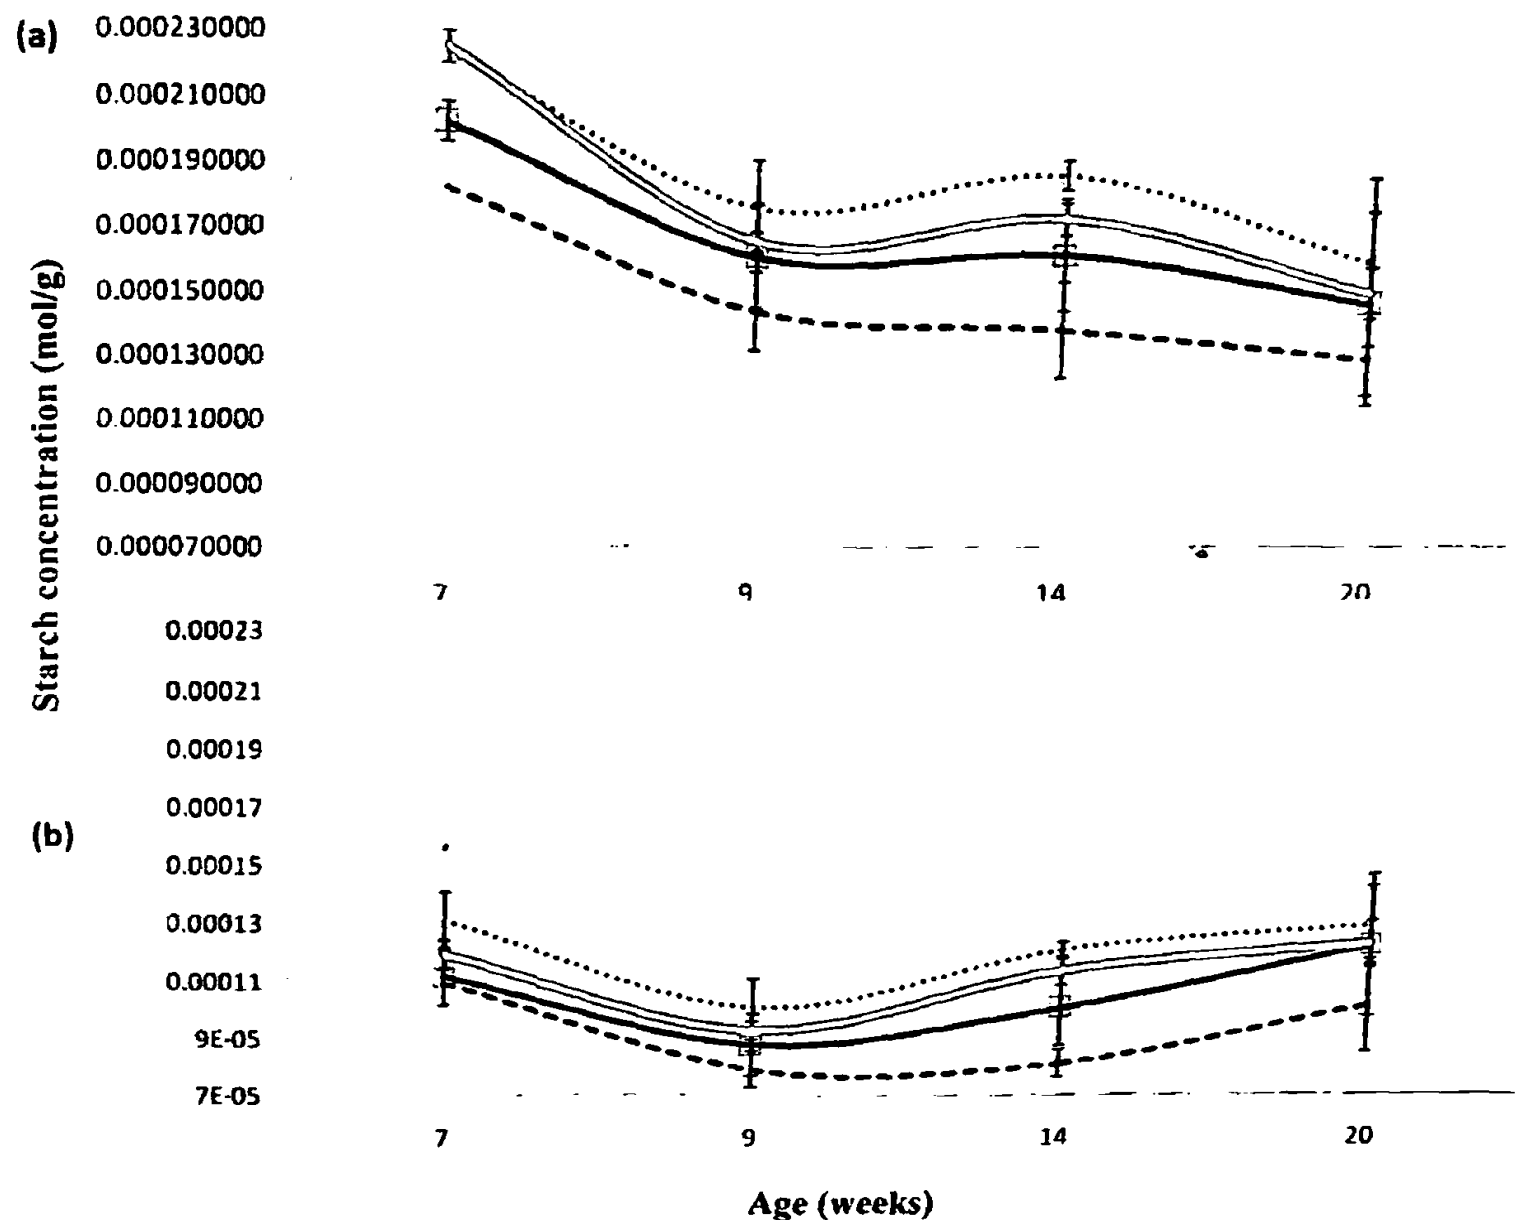 (a)
0.000230000
0.000210000
0.000190000
0.000170000
0.000150000
0.000130000
0.000110000
0.000090000
0.000070000
7 9 14 20
Starch concentration (mol/g)
(b)
0.00023
0.00021
0.00019
0.00017
0.00015
0.00013
0.00011
9E-05
7E-05
7 9 14 20
Age (weeks)